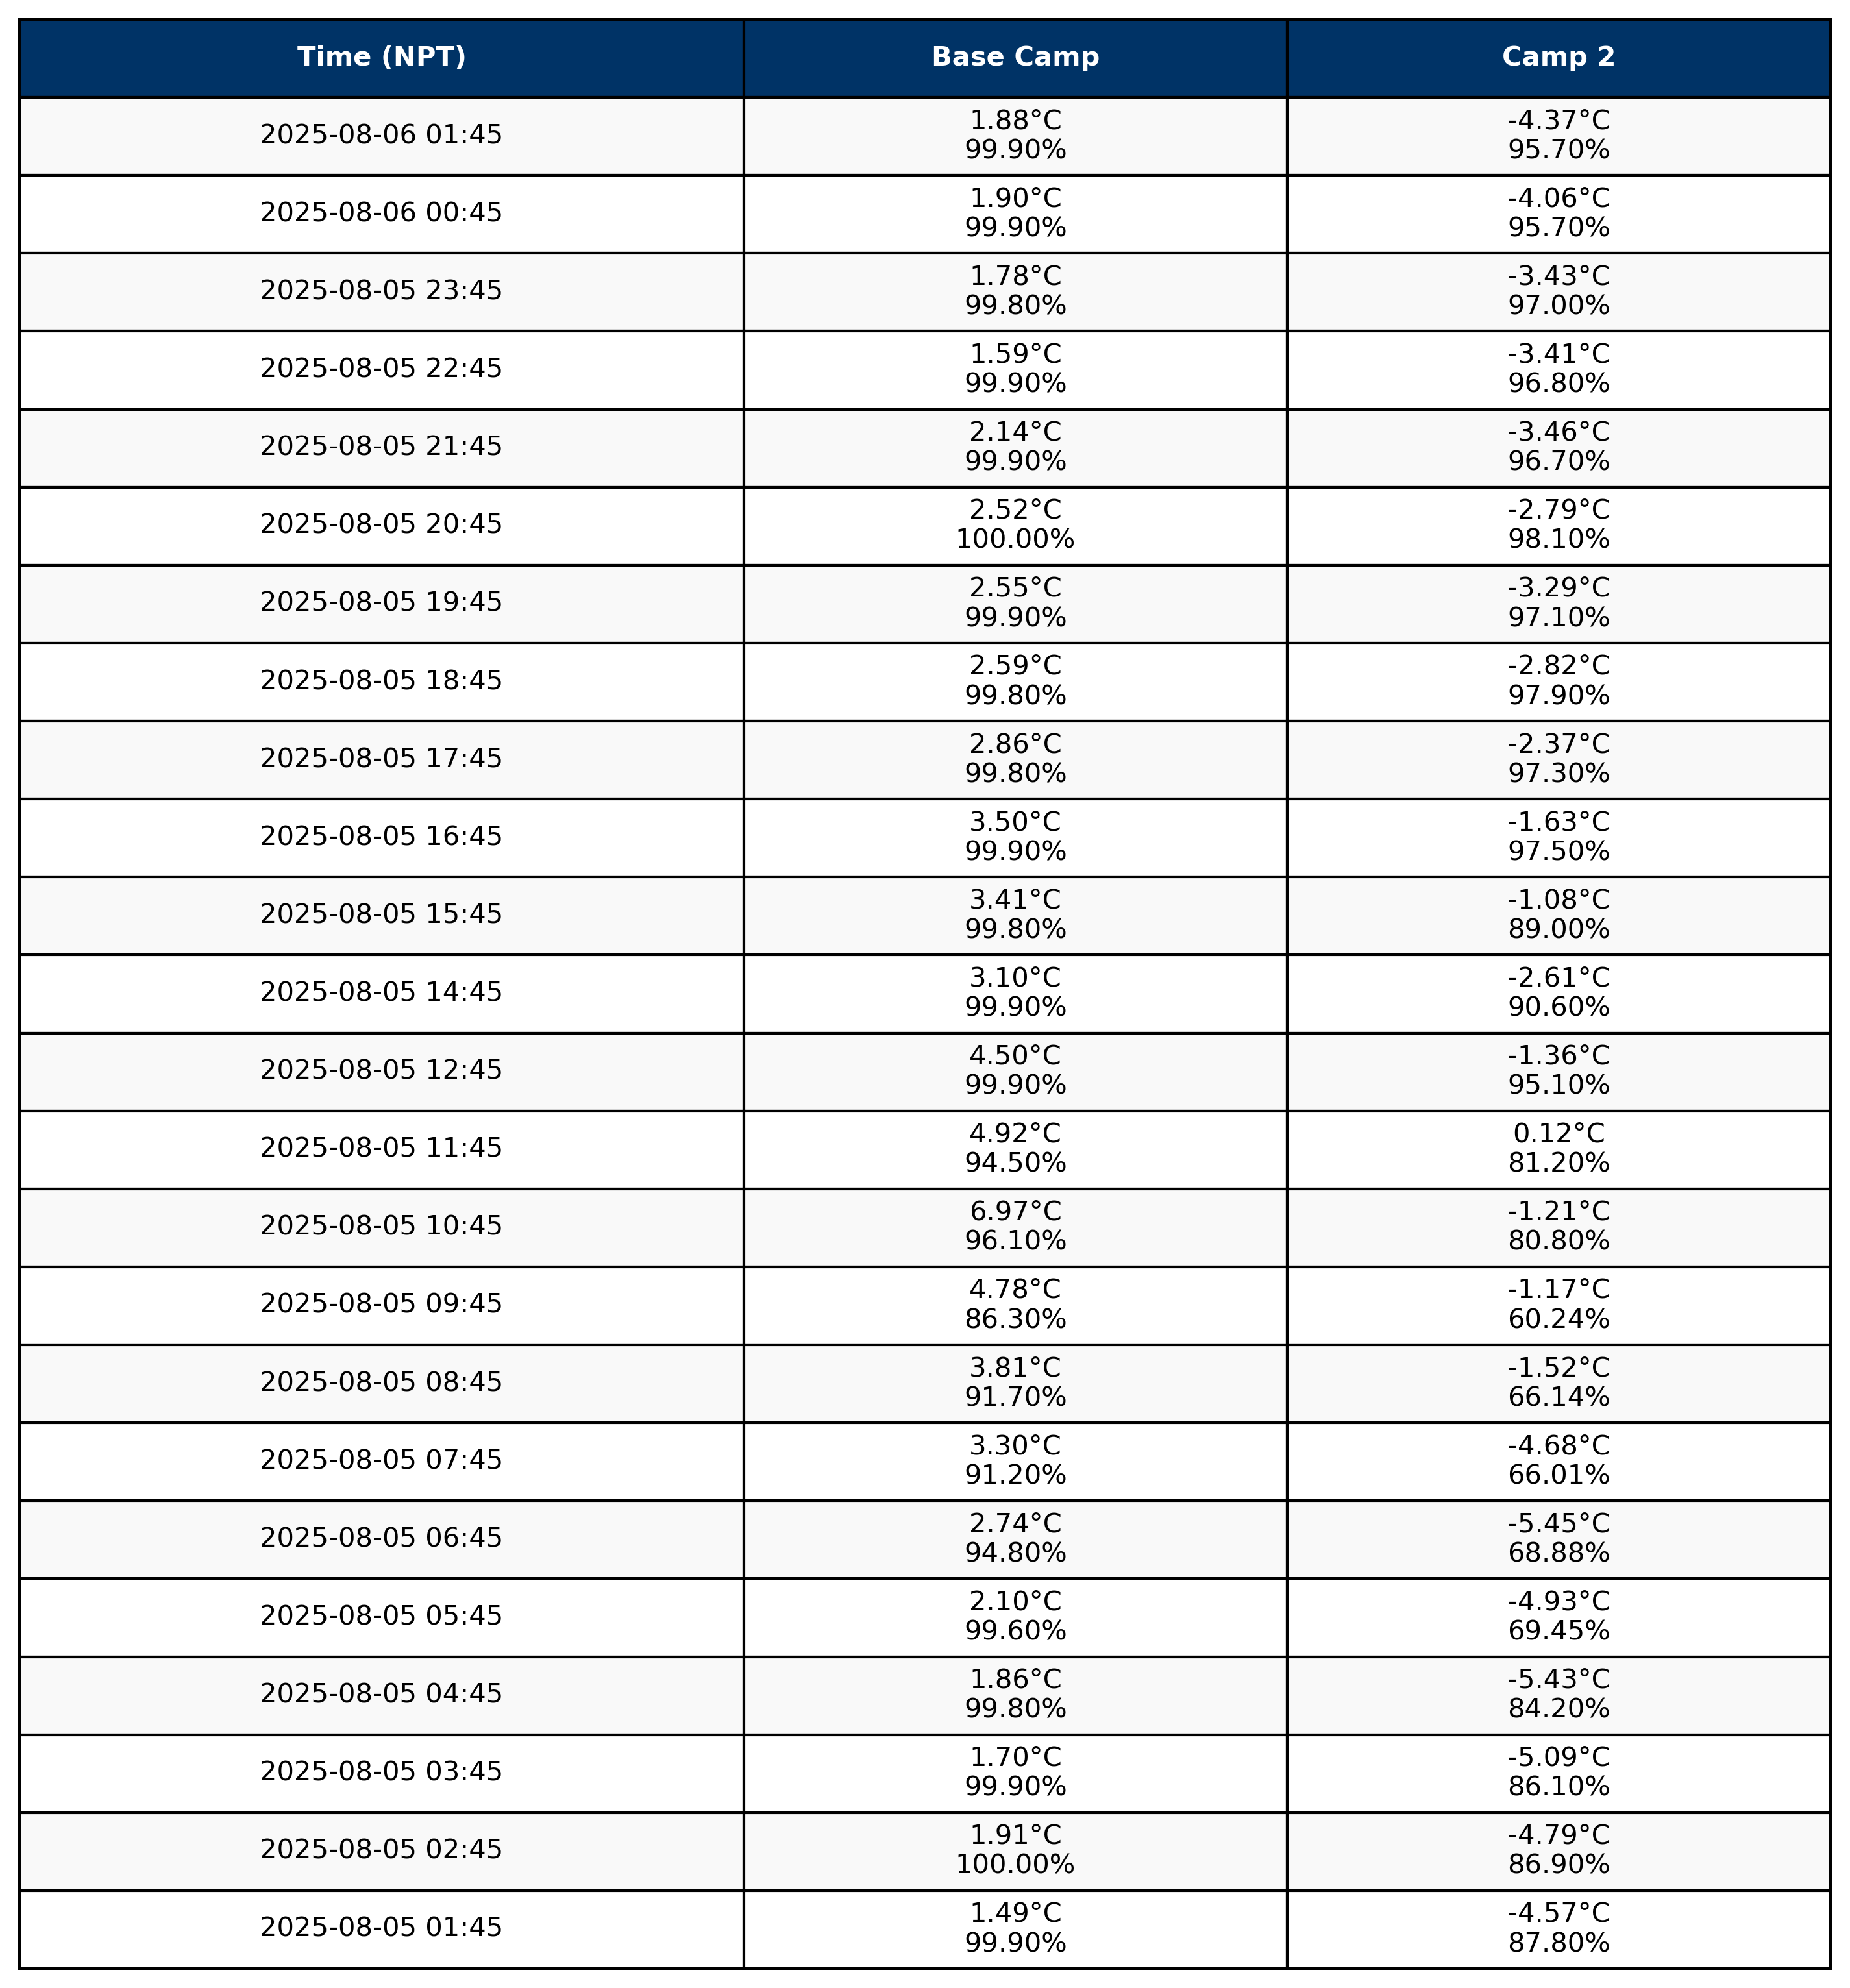 Time (NPT) Base Camp Camp 2
2025-08-06 01:45
1.88°C
99.90%
-4.37°C
95.70%
2025-08-06 00:45
1.90°C
99.90%
-4.06°C
95.70%
2025-08-05 23:45
1.78°C
99.80%
-3.43°C
97.00%
2025-08-05 22:45
1.59°C
99.90%
-3.41°C
96.80%
2025-08-05 21:45
2.14°C
99.90%
-3.46°C
96.70%
2025-08-05 20:45
2.52°C
100.00%
-2.79°C
98.10%
2025-08-05 19:45
2.55°C
99.90%
-3.29°C
97.10%
2025-08-05 18:45
2.59°C
99.80%
-2.82°C
97.90%
2025-08-05 17:45
2.86°C
99.80%
-2.37°C
97.30%
2025-08-05 16:45
3.50°C
99.90%
-1.63°C
97.50%
2025-08-05 15:45
3.41°C
99.80%
-1.08°C
89.00%
2025-08-05 14:45
3.10°C
99.90%
-2.61°C
90.60%
2025-08-05 12:45
4.50°C
99.90%
-1.36°C
95.10%
2025-08-05 11:45
4.92°C
94.50%
0.12°C
81.20%
2025-08-05 10:45
6.97°C
96.10%
-1.21°C
80.80%
2025-08-05 09:45
4.78°C
86.30%
-1.17°C
60.24%
2025-08-05 08:45
3.81°C
91.70%
-1.52°C
66.14%
2025-08-05 07:45
3.30°C
91.20%
-4.68°C
66.01%
2025-08-05 06:45
2.74°C
94.80%
-5.45°C
68.88%
2025-08-05 05:45
2.10°C
99.60%
-4.93°C
69.45%
2025-08-05 04:45
1.86°C
99.80%
-5.43°C
84.20%
2025-08-05 03:45
1.70°C
99.90%
-5.09°C
86.10%
2025-08-05 02:45
1.91°C
100.00%
-4.79°C
86.90%
2025-08-05 01:45
1.49°C
99.90%
-4.57°C
87.80%